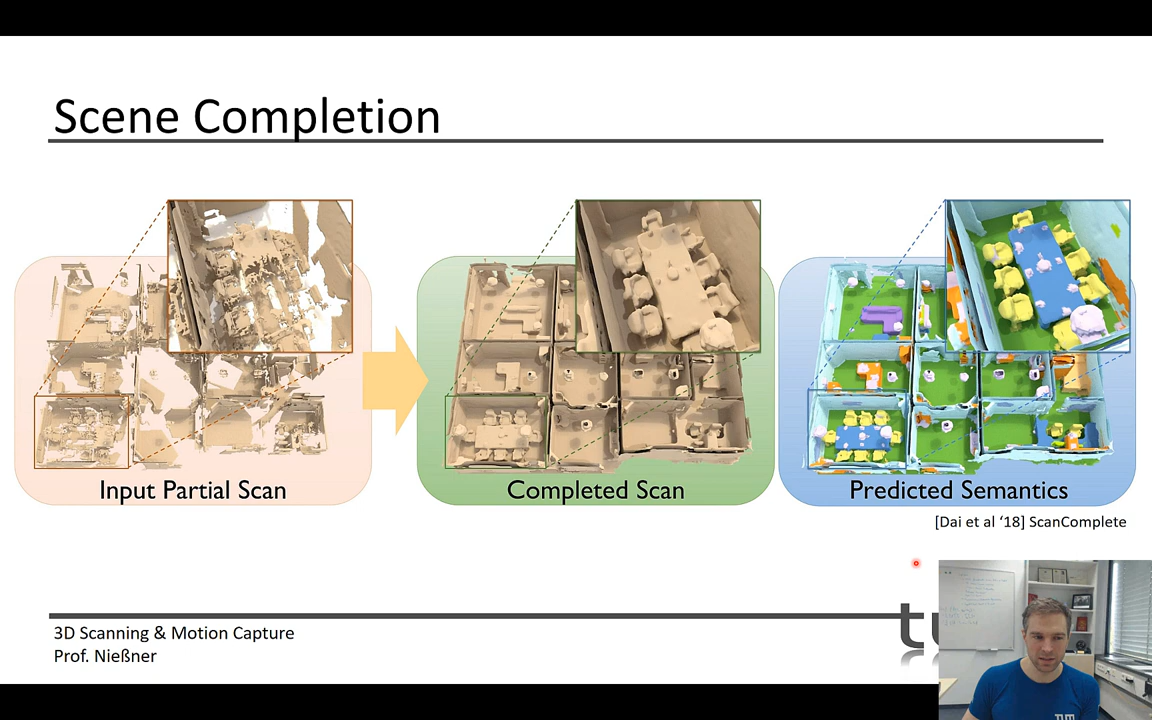 Scene Completion
Input Partial Scan
Completed Scan
Predicted Semantics
[Dai et al ‘18] ScanComplete
3D Scanning & Motion Capture
Prof. Nießner